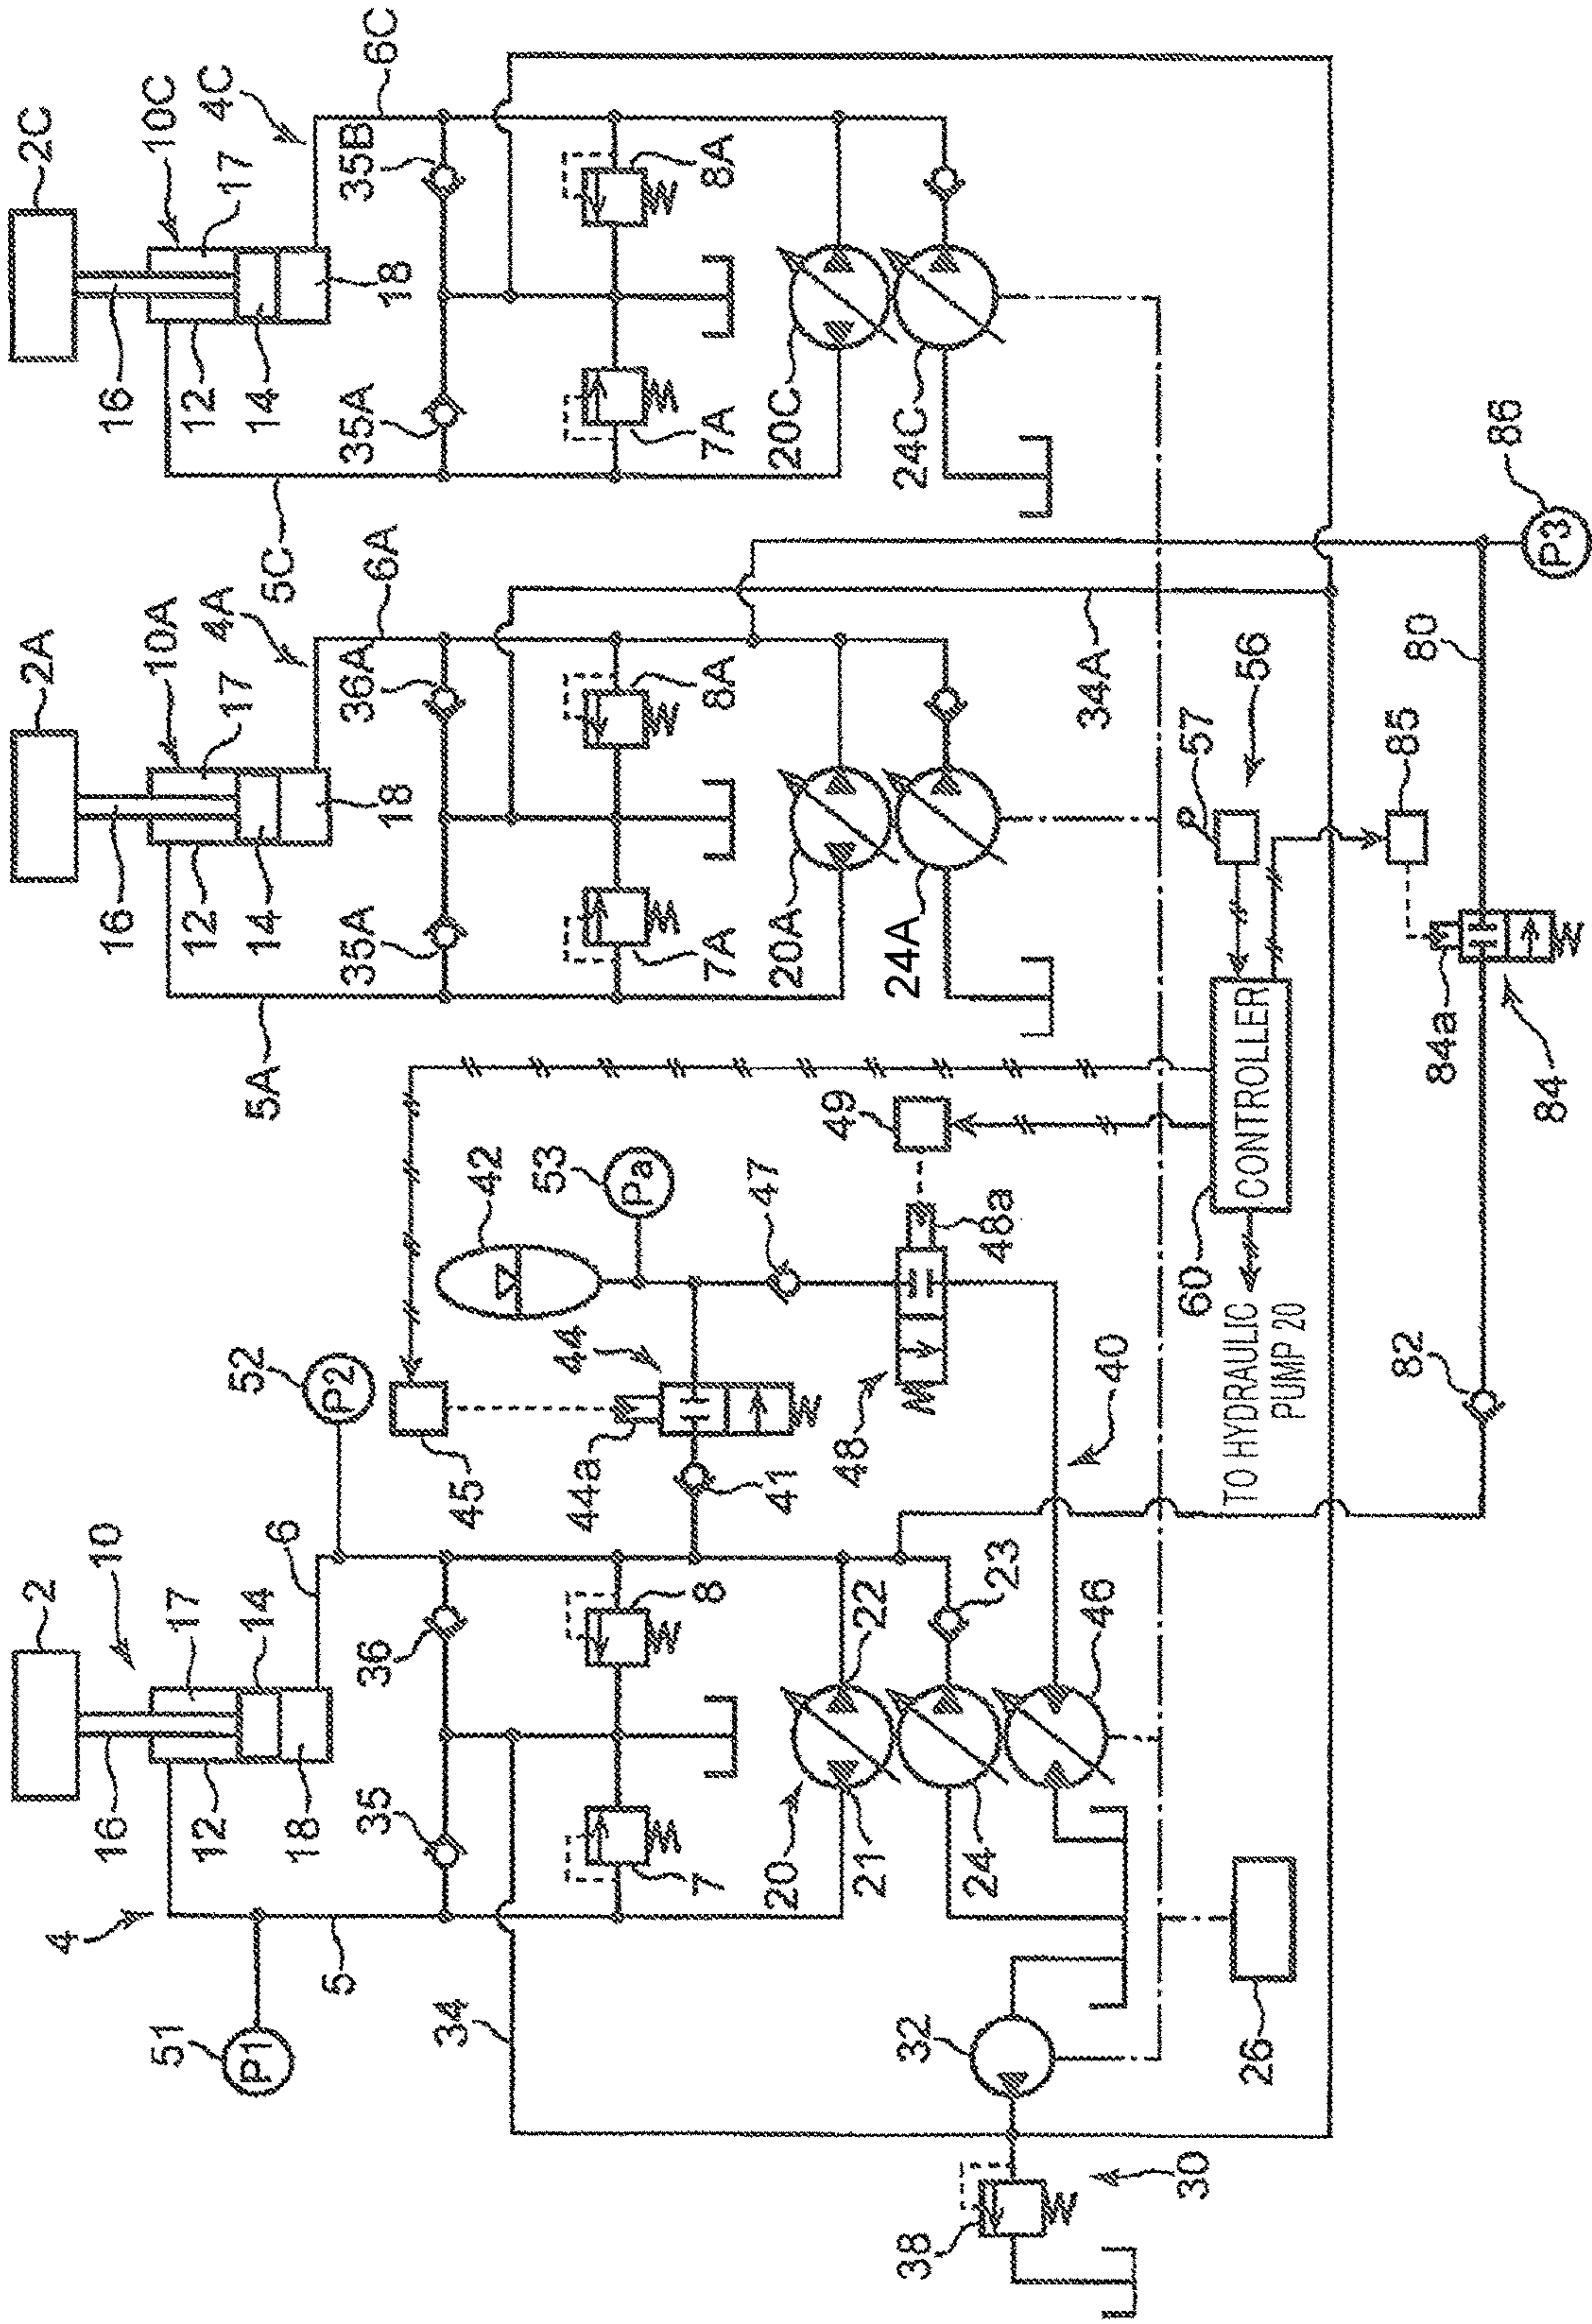 4
2
2A
2C
51
16
10
16
10A
16
10C
12
17
52
12
17
4A
12
17
4C
P1
18
14
6
P2
5A
14
5C
14
5
35
36
35A
18
36A
6A
35A
18
35B
6C
34
45
42
44a
44
53
Pa
7
8
7A
8A
7A
8A
20
41
47
20A
20C
21
22
48
49
32
24A
24C
38
24
23
48a
46
40
34A
30
60
57
P
26
TO HYDRAULIC
PUMP 20
CONTROLLER
56
82
85
80
84a
84
P3
86